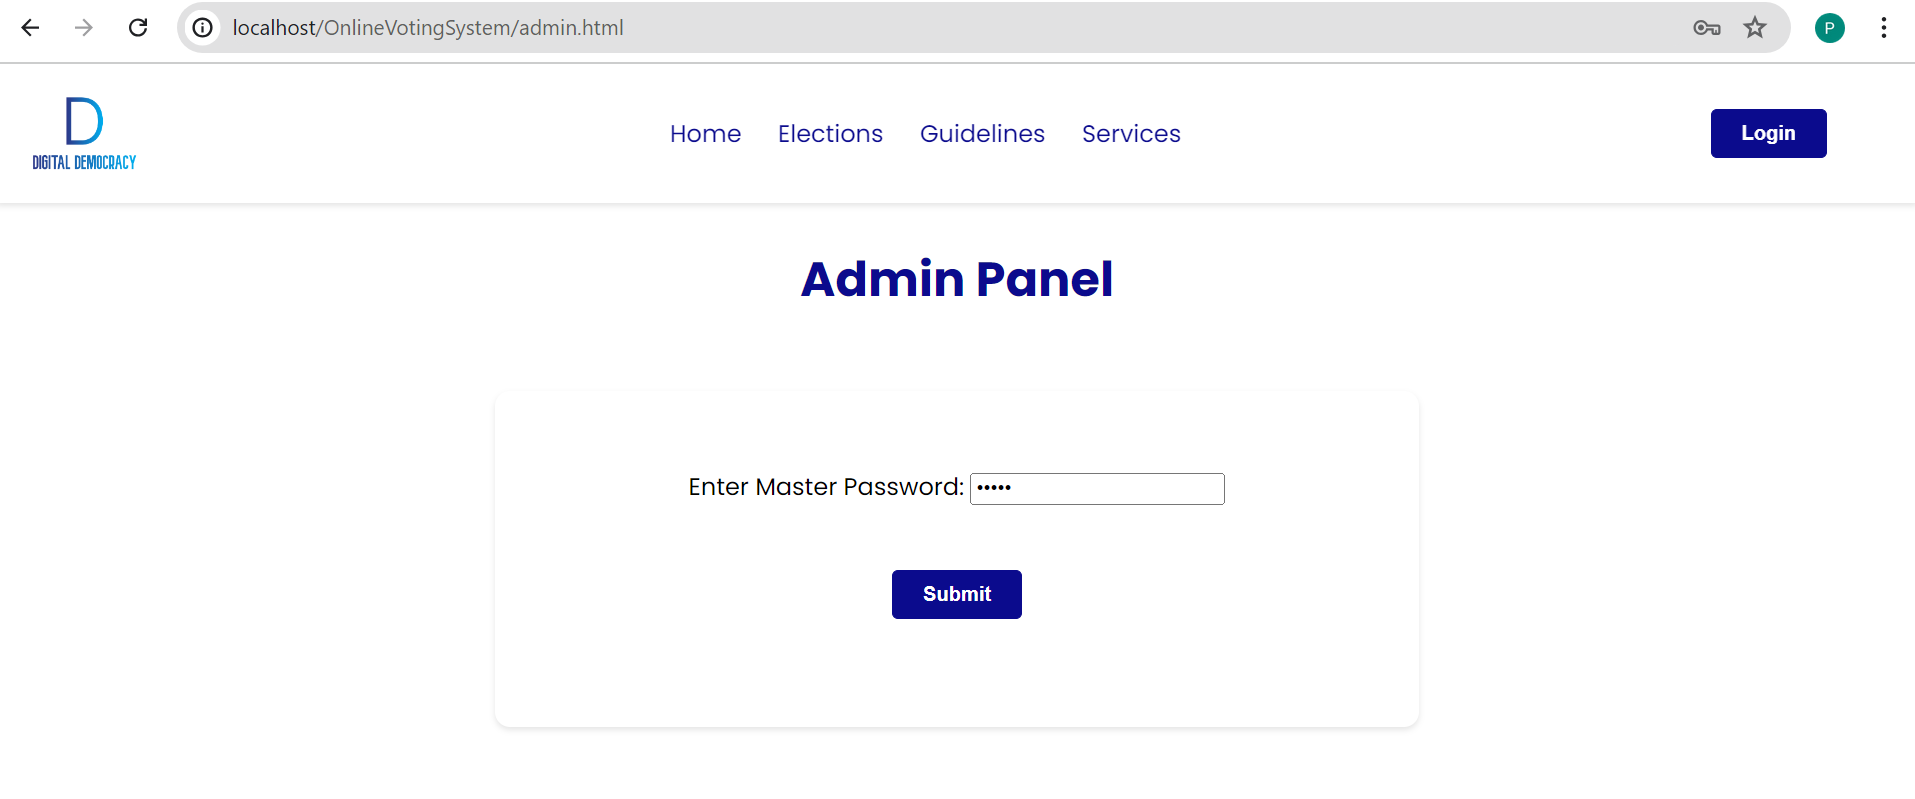 localhost/OnlineVotingSystem/admin.html
P
D
DIGITAL DEMOCRACY
Home Elections Guidelines Services
Login
Admin Panel
Enter Master Password: •••••
Submit